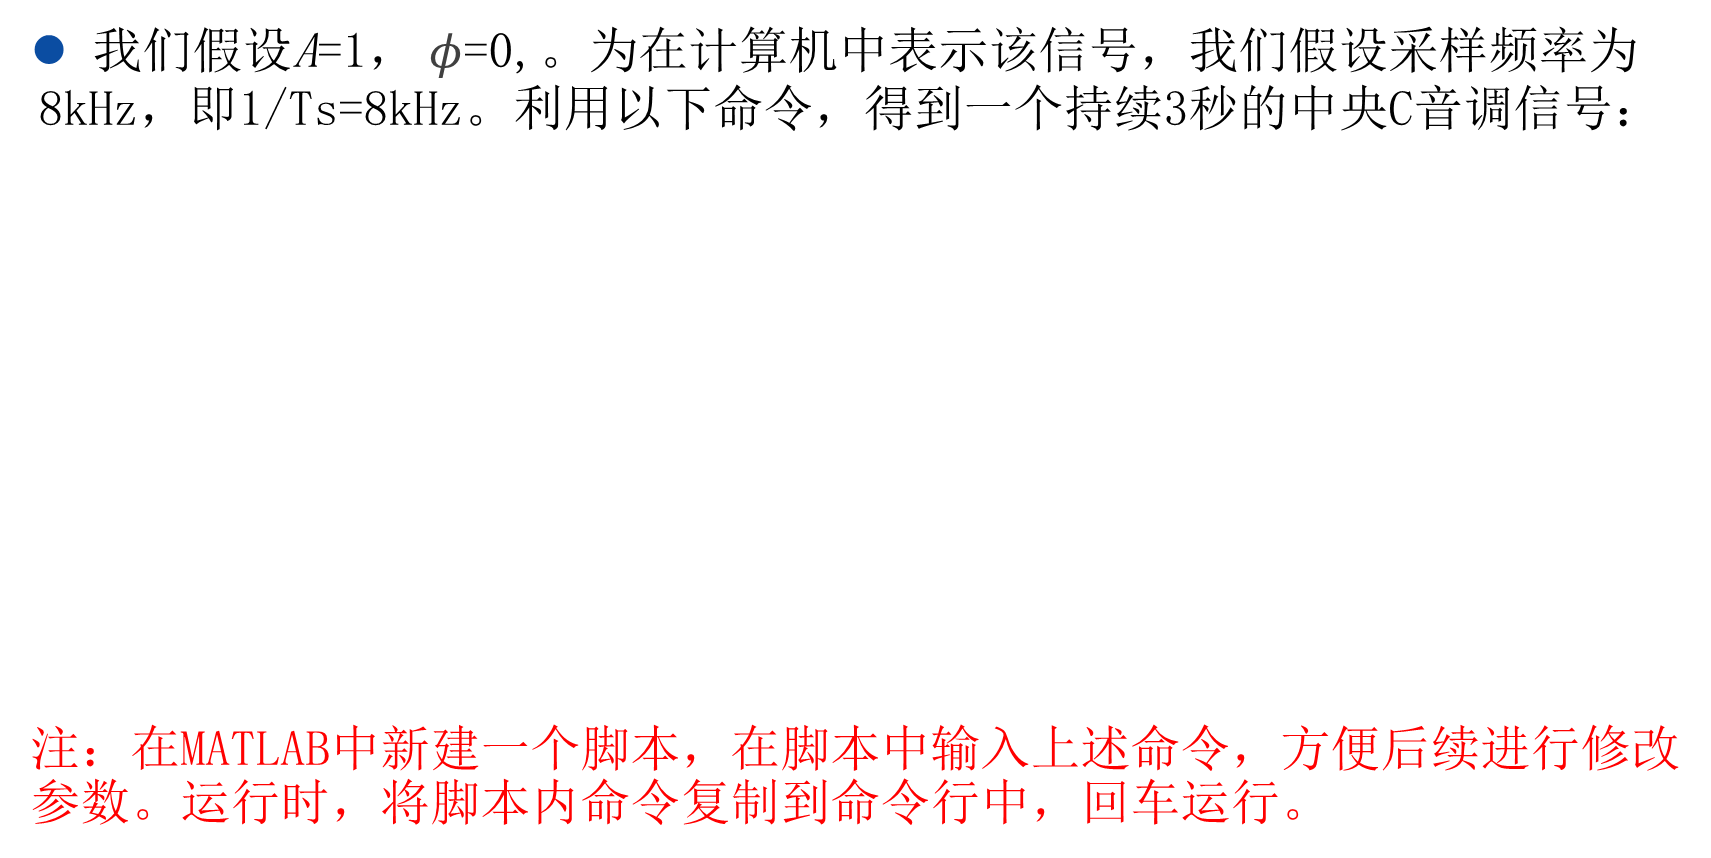 ● 我们假设A=1， ϕ=0,。为在计算机中表示该信号，我们假设采样频率为
8kHz，即1/Ts=8kHz。利用以下命令，得到一个持续3秒的中央C音调信号：
注：在MATLAB中新建一个脚本，在脚本中输入上述命令，方便后续进行修改
参数。运行时，将脚本内命令复制到命令行中，回车运行。